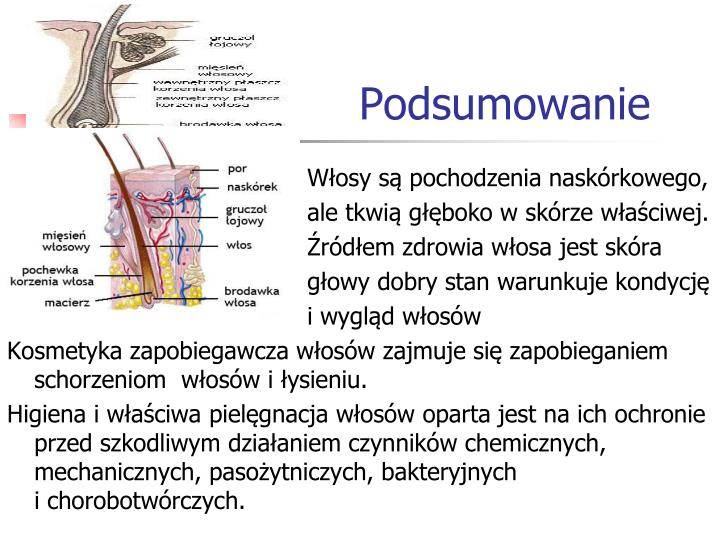 gruczoł
łojowy
mięsień
włosowy
wewnętrzny płaszcz
korzenia włosa
zewnętrzny płaszcz
korzenia włosa
brodawka włosa
Podsumowanie
por
naskórek
gruczoł
łojowy
włos
mięsień
włosowy
pochewka
korzenia włosa
macierz
brodawka
włosa
Włosy są pochodzenia naskórkowego,
ale tkwią głęboko w skórze właściwej.
Źródłem zdrowia włosa jest skóra
głowy dobry stan warunkuje kondycję
i wygląd włosów
Kosmetyka zapobiegawcza włosów zajmuje się zapobieganiem
schorzeniom włosów i łysieniu.
Higiena i właściwa pielęgnacja włosów oparta jest na ich ochronie
przed szkodliwym działaniem czynników chemicznych,
mechanicznych, pasożytniczych, bakteryjnych
i chorobotwórczych.